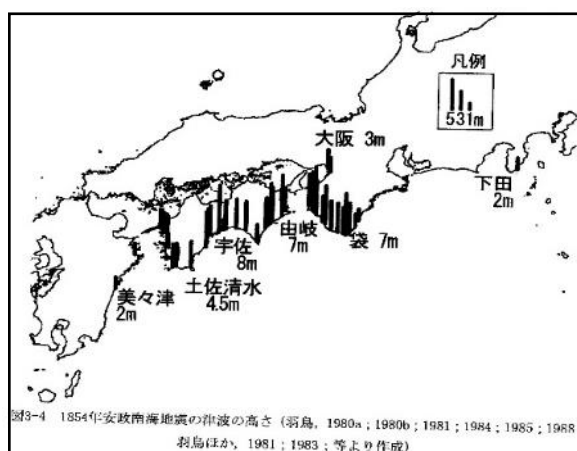 凡例
531m
大阪 3m
下田
2m
宇佐
8m
由岐
7m
袋 7m
土佐清水
4.5m
美々津
2m
図3-4 1854年安政南海地震の津波の高さ（羽鳥，1980a；1980b；1981；1984；1985；1988
羽鳥ほか，1981；1983；等より作成）